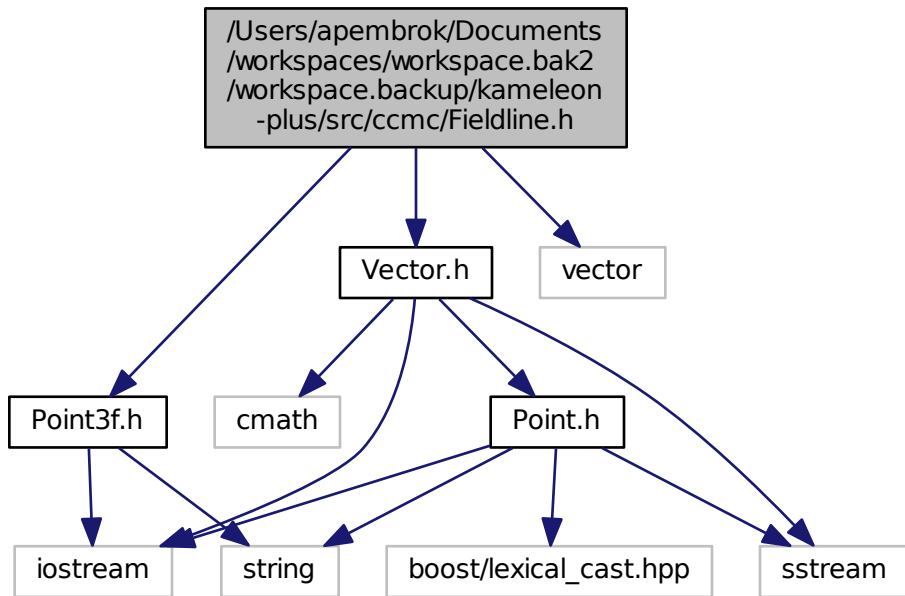 /Users/apembrok/Documents
/workspaces/workspace.bak2
/workspace.backup/kameleon
-plus/src/ccmc/Fieldline.h
Vector.h
vector
Point3f.h
cmath
Point.h
iostream
string
boost/lexical_cast.hpp
sstream